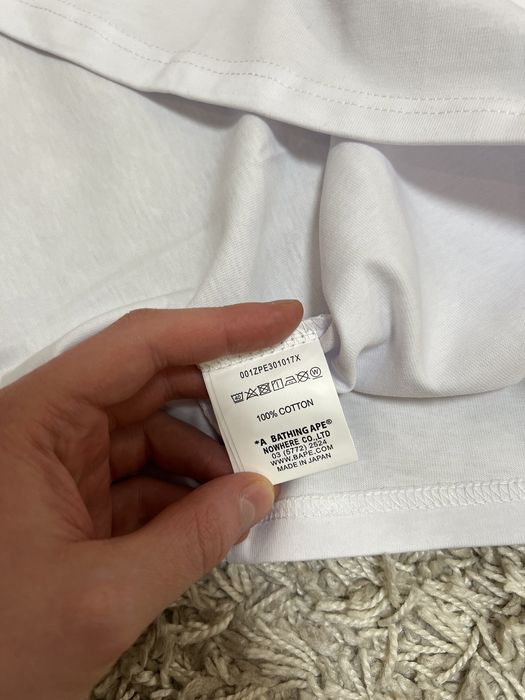 001ZPE301017X
100% COTTON
*A BATHING APE®
NOWHERE CO.,LTD
03 (5772) 2524
WWW.BAPE.COM
MADE IN JAPAN